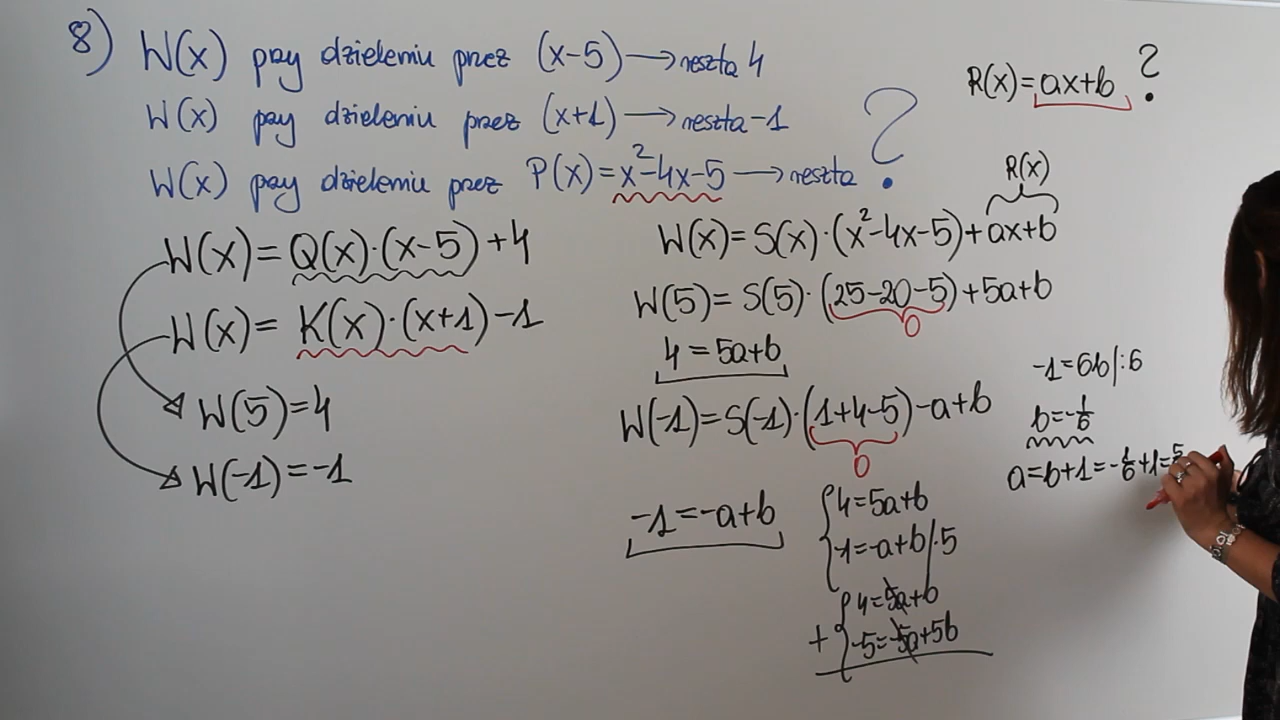 8) W(x) przy dzieleniu przez (x-5) → reszta 4
W(x) przy dzieleniu przez (x+1) → reszta -1
W(x) przy dzieleniu przez P(x)=x²-4x-5 → reszta ?
W(x)=Q(x)·(x-5)+4
W(x)=K(x)·(x+1)-1
W(5)=4
W(-1)=-1
R(x)=ax+b ?
R(x)
W(x)=S(x)·(x²-4x-5)+ax+b
W(5)=S(5)·(25-20-5)+5a+b
0
4=5a+b
W(-1)=S(-1)·(1+4-5)-a+b
0
-1=-a+b
4=5a+b
-1=-a+b/·5
4=5a+b
+ -5=-5a+5b
-1=6b/:6
b=-1/6
a=b+1=-1/6+1=5